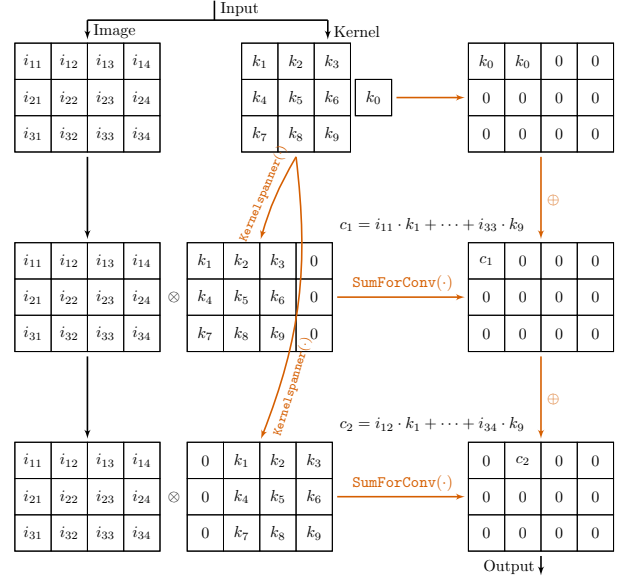 Input
Image Kernel
i₁₁ i₁₂ i₁₃ i₁₄ k₁ k₂ k₃ k₀ k₀ 0 0
i₂₁ i₂₂ i₂₃ i₂₄ k₄ k₅ k₆ k₀ 0 0 0 0
i₃₁ i₃₂ i₃₃ i₃₄ k₇ k₈ k₉ 0 0 0 0
Kernelspanner(·)
⊕
c₁ = i₁₁ · k₁ + ⋯ + i₃₃ · k₉
i₁₁ i₁₂ i₁₃ i₁₄ k₁ k₂ k₃ 0 c₁ 0 0 0
SumForConv(·)
i₂₁ i₂₂ i₂₃ i₂₄ ⊗ k₄ k₅ k₆ 0 0 0 0 0
i₃₁ i₃₂ i₃₃ i₃₄ k₇ k₈ k₉ 0 0 0 0 0
Kernelspanner(·)
⊕
c₂ = i₁₂ · k₁ + ⋯ + i₃₄ · k₉
i₁₁ i₁₂ i₁₃ i₁₄ 0 k₁ k₂ k₃ 0 c₂ 0 0
SumForConv(·)
i₂₁ i₂₂ i₂₃ i₂₄ ⊗ 0 k₄ k₅ k₆ 0 0 0 0
i₃₁ i₃₂ i₃₃ i₃₄ 0 k₇ k₈ k₉ 0 0 0 0
Output